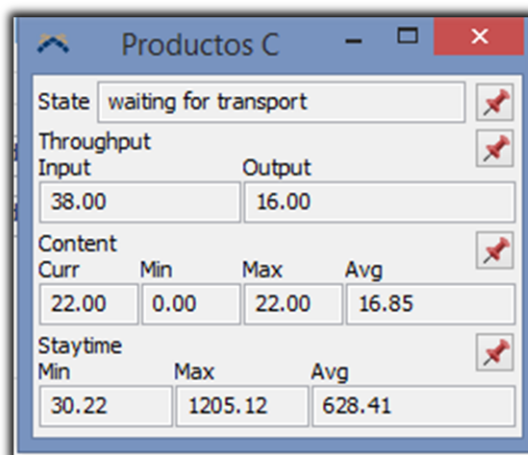 Productos C
State waiting for transport
Throughput
Input Output
38.00 16.00
Content
Curr Min Max Avg
22.00 0.00 22.00 16.85
Staytime
Min Max Avg
30.22 1205.12 628.41